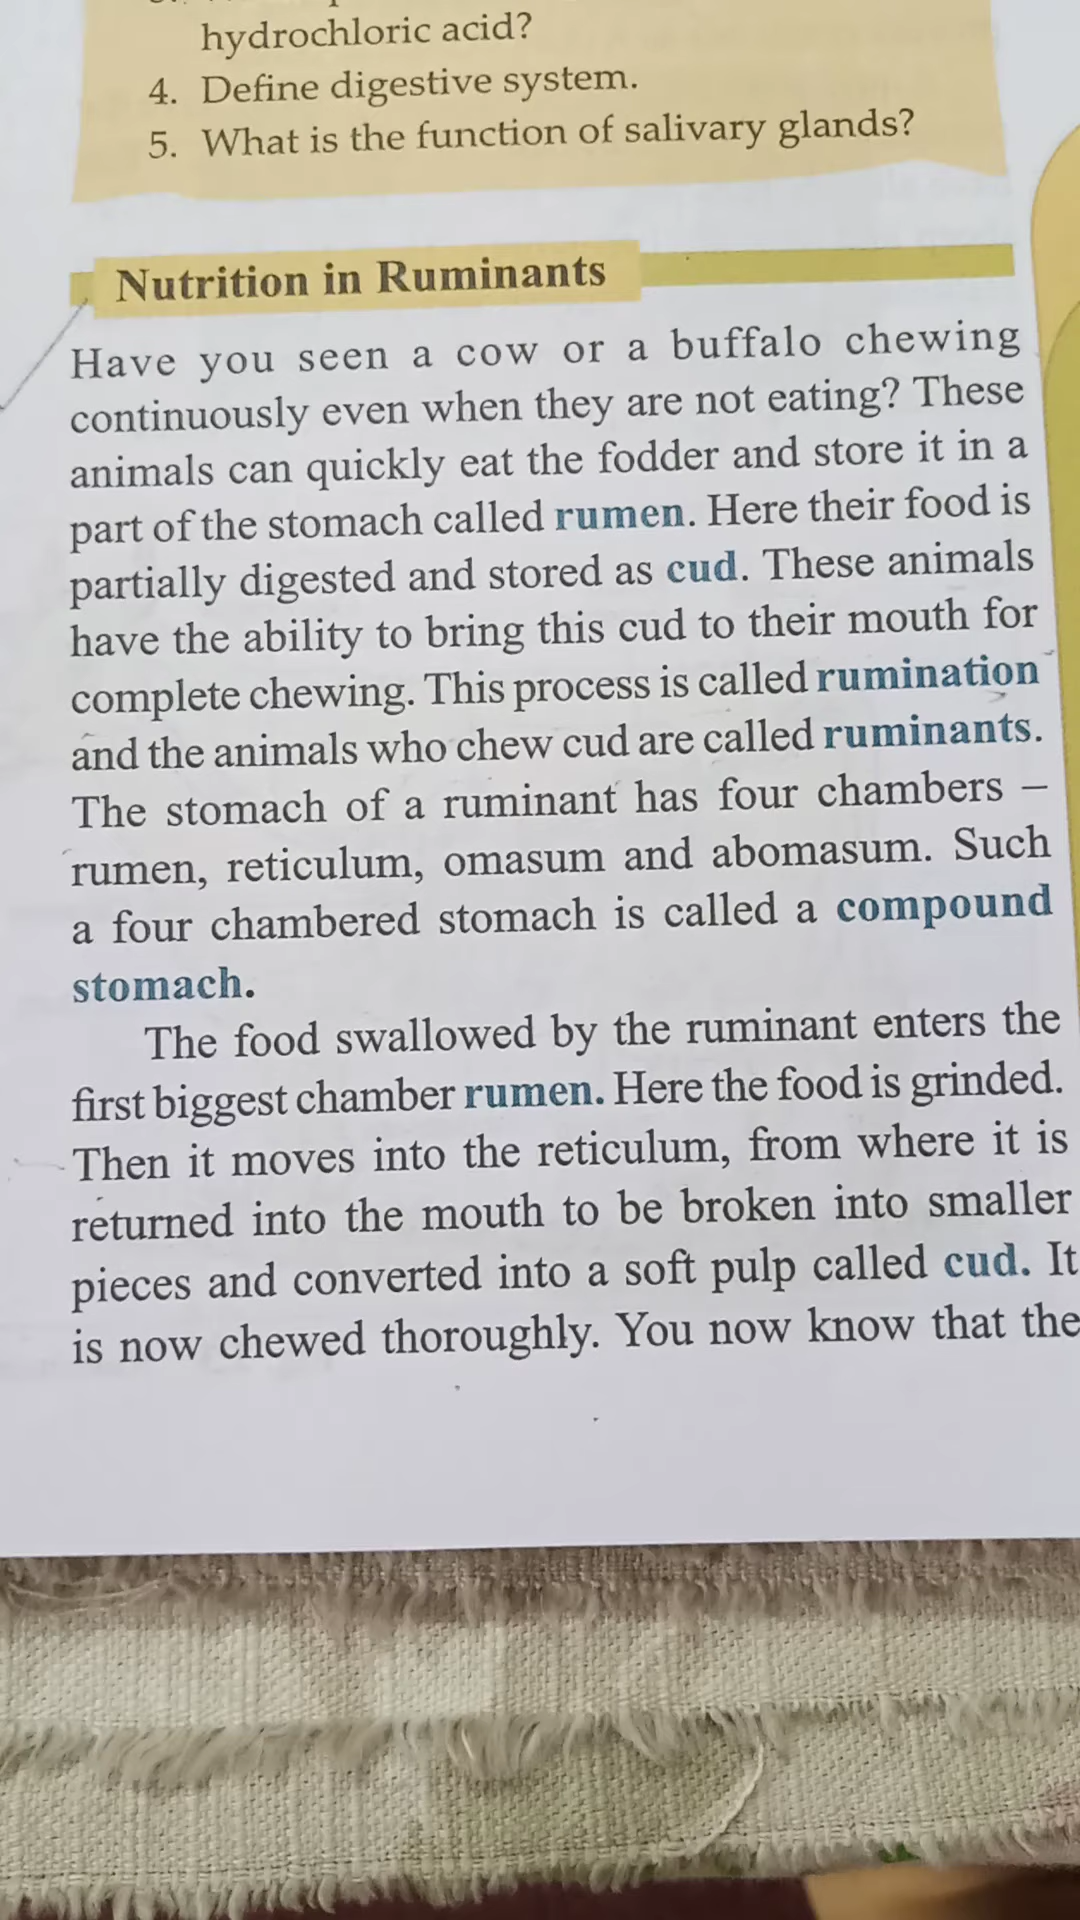 hydrochloric acid?
4. Define digestive system.
5. What is the function of salivary glands?
Nutrition in Ruminants
Have you seen a cow or a buffalo chewing
continuously even when they are not eating? These
animals can quickly eat the fodder and store it in a
part of the stomach called rumen. Here their food is
partially digested and stored as cud. These animals
have the ability to bring this cud to their mouth for
complete chewing. This process is called rumination
and the animals who chew cud are called ruminants.
The stomach of a ruminant has four chambers –
rumen, reticulum, omasum and abomasum. Such
a four chambered stomach is called a compound
stomach.
The food swallowed by the ruminant enters the
first biggest chamber rumen. Here the food is grinded.
Then it moves into the reticulum, from where it is
returned into the mouth to be broken into smaller
pieces and converted into a soft pulp called cud. It
is now chewed thoroughly. You now know that the